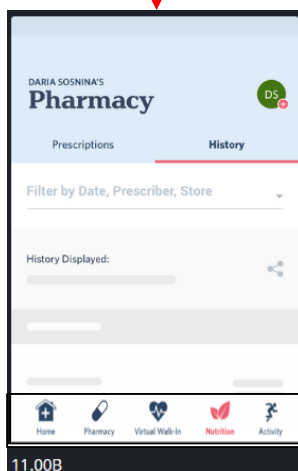 DARIA SOSNINA'S
Pharmacy
DS
Prescriptions History
Filter by Date, Prescriber, Store
History Displayed:
Home Pharmacy Virtual Walk-In Nutrition Activity
11.00B